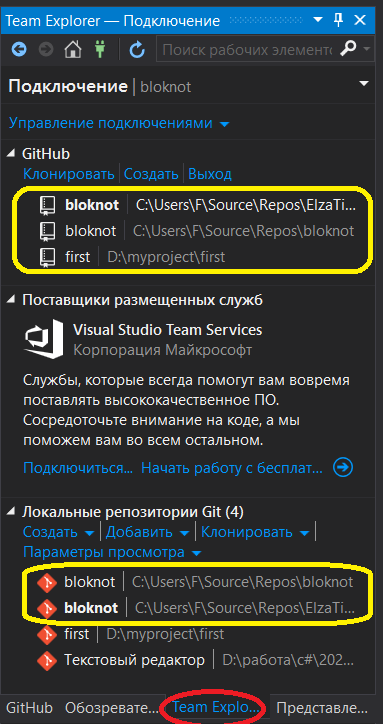 Team Explorer — Подключение
Поиск рабочих элементо
Подключение | bloknot
Управление подключениями
GitHub
Клонировать | Создать | Выход
bloknot | C:\Users\F\Source\Repos\ElzaTi...
bloknot | C:\Users\F\Source\Repos\bloknot
first | D:\myproject\first
Поставщики размещенных служб
Visual Studio Team Services
Корпорация Майкрософт
Службы, которые всегда помогут вам вовремя
поставлять высококачественное ПО.
Сосредоточьте внимание на коде, а мы
поможем вам во всем остальном.
Подключиться... Начать работу с бесплат...
Локальные репозитории Git (4)
Создать | Добавить | Клонировать |
Параметры просмотра
bloknot | C:\Users\F\Source\Repos\bloknot
bloknot | C:\Users\F\Source\Repos\ElzaTi...
first | D:\myproject\first
Текстовый редактор | D:\работа\c#\202...
GitHub Обозревате... Team Explo... Представле...